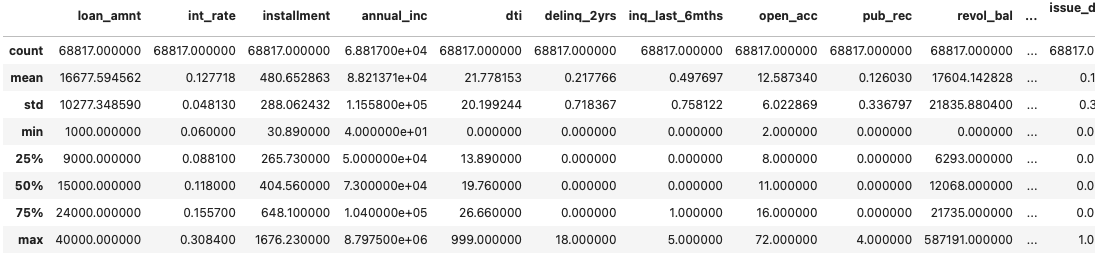 loan_amnt int_rate installment annual_inc dti delinq_2yrs inq_last_6mths open_acc pub_rec revol_bal ... issue_d
count 68817.000000 68817.000000 68817.000000 6.881700e+04 68817.000000 68817.000000 68817.000000 68817.000000 68817.000000 68817.000000 ... 68817.0
mean 16677.594562 0.127718 480.652863 8.821371e+04 21.778153 0.217766 0.497697 12.587340 0.126030 17604.142828 ... 0.1
std 10277.348590 0.048130 288.062432 1.155800e+05 20.199244 0.718367 0.758122 6.022869 0.336797 21835.880400 ... 0.3
min 1000.000000 0.060000 30.890000 4.000000e+01 0.000000 0.000000 0.000000 2.000000 0.000000 0.000000 ... 0.0
25% 9000.000000 0.088100 265.730000 5.000000e+04 13.890000 0.000000 0.000000 8.000000 0.000000 6293.000000 ... 0.0
50% 15000.000000 0.118000 404.560000 7.300000e+04 19.760000 0.000000 0.000000 11.000000 0.000000 12068.000000 ... 0.0
75% 24000.000000 0.155700 648.100000 1.040000e+05 26.660000 0.000000 1.000000 16.000000 0.000000 21735.000000 ... 0.0
max 40000.000000 0.308400 1676.230000 8.797500e+06 999.000000 18.000000 5.000000 72.000000 4.000000 587191.000000 ... 1.0